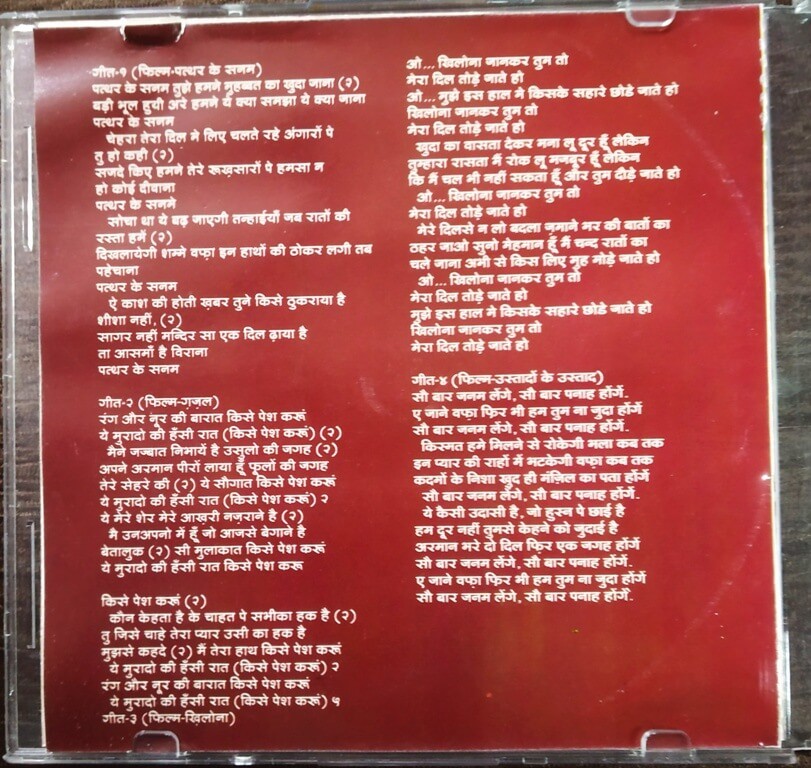 गीत-१ (फिल्म-पत्थर के सनम)
पत्थर के सनम तुझे हमने मुहब्बत का खुदा जाना (२)
बड़ी भूल हुयी अरे हमने ये क्या समझा ये क्या जाना
पत्थर के सनम
चेहरा तेरा दिल मे लिए चलते रहे अंगारों पे
तु हो कही (२)
सजदे किए हमने तेरे रूख़सारों पे हमसा न
हो कोई दीवाना
पत्थर के सनमे
सोचा था ये बढ़ जाएगी तन्हाईयाँ जब रातों की
रस्ता हमें (२)
दिखलायेगी शम्मे वफ़ा इन हाथों की ठोकर लगी तब
पहेचाना
पत्थर के सनम
ऐ काश की होती ख़बर तुने किसे ठुकराया है
शीशा नहीं, (२)
सागर नहीं मन्दिर सा एक दिल ढ़ाया है
ता आसमाँ है विराना
पत्थर के सनम
गीत-२ (फिल्म-ग़ज़ल)
रंग और नूर की बारात किसे पेश करूं
ये मुरादो की हँसी रात (किसे पेश करूं) (२)
मैने जज्बात निभायें है उसुलो की जगह (२)
अपने अरमान पीरों लाया हूँ फूलों की जगह
तेरे सेहरे की (२) ये सौगात किसे पेश करूं
ये मुरादो की हँसी रात (किसे पेश करूं) २
ये मेरे शेर मेरे आख़री नज़राने है (२)
मै उनअपनो में हूँ जो आजसे बेगाने है
बेतालुक (२) सी मुलाकात किसे पेश करूं
ये मुरादो की हँसी रात किसे पेश करू
किसे पेश करूं (२)
कौन केहता है के चाहत पे सभीका हक है (२)
तु जिसे चाहे तेरा प्यार उसी का हक है
मुझसे कहदे (२) मैं तेरा हाथ किसे पेश करूं
ये मुरादो की हँसी रात (किसे पेश करूं) २
रंग और नूर की बारात किसे पेश करूं
ये मुरादो की हँसी रात (किसे पेश करूं) ५
गीत-३ (फिल्म-खिलोना)
ओ... खिलोना जानकर तुम तो
मेरा दिल तोड़े जाते हो
ओ... मुझे इस हाल मे किसके सहारे छोडे जाते हो
खिलोना जानकर तुम तो
मेरा दिल तोड़े जाते हो
खुदा का वास्ता देकर मना लू दूर हूँ लेकिन
तुम्हारा रासता मैं रोक लू मजबूर हूँ लेकिन
कि मैं चल भी नहीं सकता हूँ और तुम दौड़े जाते हो
ओ... खिलोना जानकर तुम तो
मेरा दिल तोड़े जाते हो
मेरे दिलसे न लो बदला ज़माने भर की बातों का
ठहर जाओ सुनो मेहमान हूँ मैं चन्द रातों का
चले जाना अभी से किस लिए मुह मोड़े जाते हो
ओ... खिलोना जानकर तुम तो
मेरा दिल तोड़े जाते हो
मुझे इस हाल मे किसके सहारे छोडे जाते हो
खिलोना जानकर तुम तो
मेरा दिल तोड़े जाते हो
गीत-४ (फिल्म-उस्तादों के उस्ताद)
सौ बार जनम लेंगे, सौ बार पनाह होंगें.
ए जाने वफ़ा फ़िर भी हम तुम ना जुदा होंगें
सौ बार जनम लेंगे, सौ बार पनाह होंगें
किस्मत हमे मिलने से रोकेगी भला कब तक
इन प्यार की राहों में भटकेगी वफ़ा कब तक
कदमों के निशा खुद ही मंज़िल का पता होंगें
सौ बार जनम लेंगे, सौ बार पनाह होंगें.
ये कैसी उदासी है, जो हुस्न पे छाई है
हम दूर नहीं तुमसे केहने को जुदाई है
अरमान मरे दो दिल फ़िर एक जगह होंगें
सौ बार जनम लेंगे, सौ बार पनाह होंगें
ए जाने वफ़ा फ़िर भी हम तुम ना जुदा होंगें
सौ बार जनम लेंगे, सौ बार पनाह होंगें.